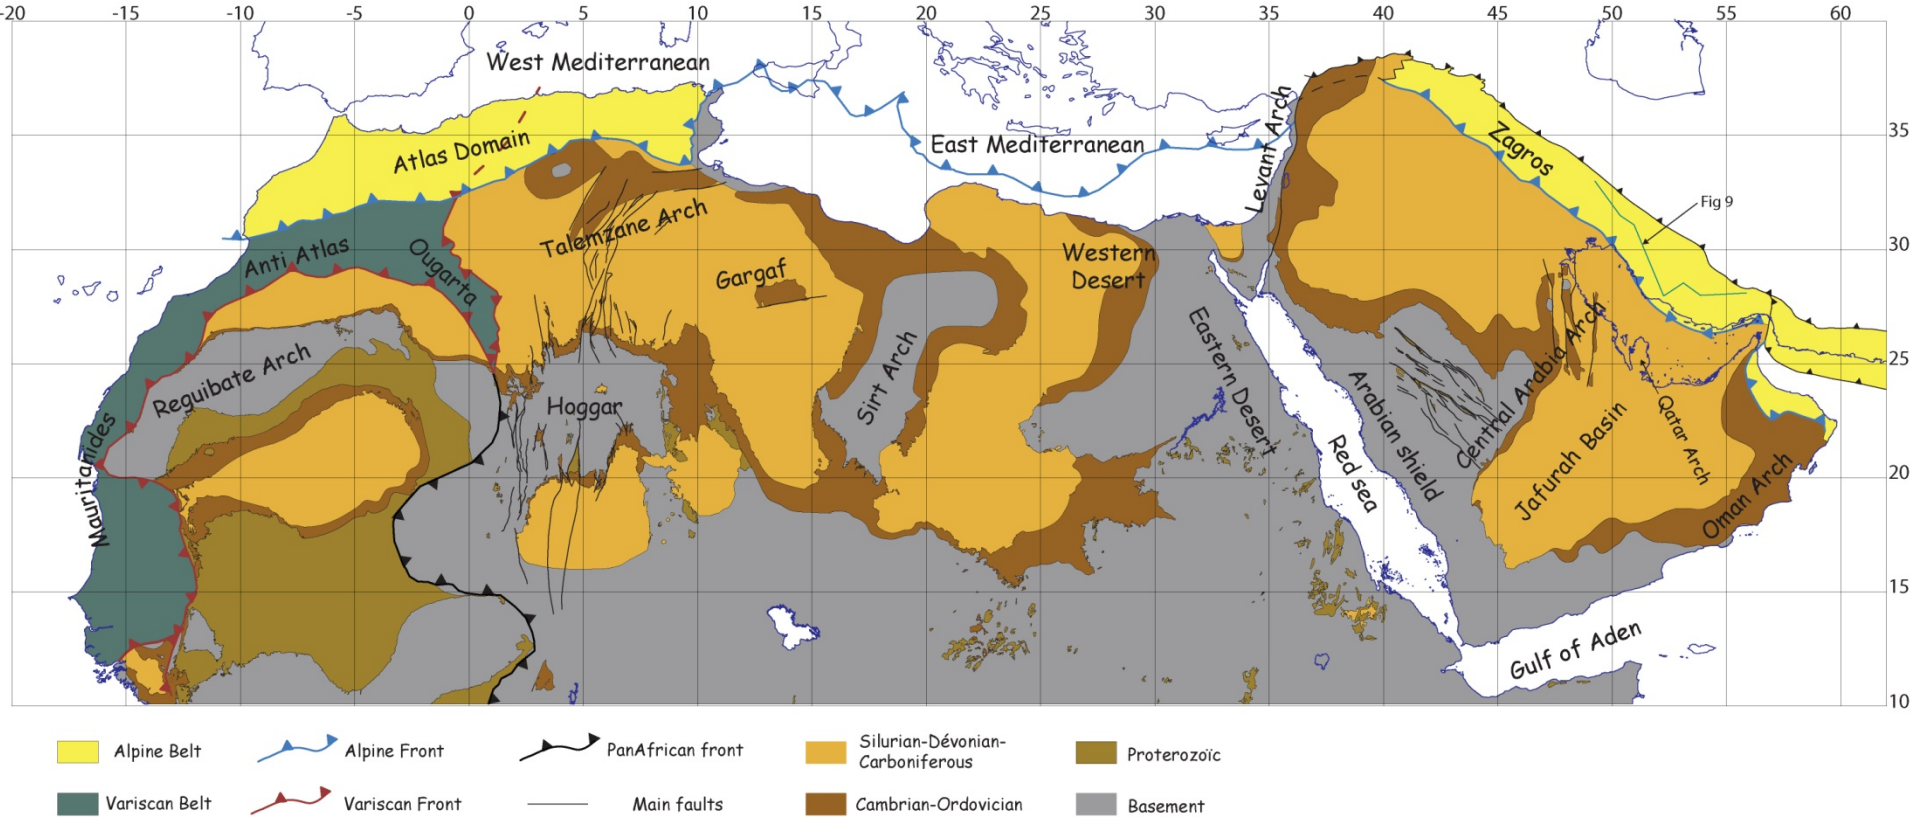 -20 -15 -10 -5 0 5 10 15 20 25 30 35 40 45 50 55 60
West Mediterranean
Atlas Domain
East Mediterranean
Levant Arch
Zagros
35
Fig 9
Talemzane Arch
Anti Atlas
Ougarta
Gargaf
Western
Desert
30
Eastern Desert
Reguibate Arch
Hoggar
Sirt Arch
Arabian shield
Central Arabia Arch
25
Mauritanides
Red sea
Jafurah Basin
Qatar Arch
Oman Arch
20
15
Gulf of Aden
10
Alpine Belt
Alpine Front
PanAfrican front
Silurian-Dévonian-
Carboniferous
Proterozoïc
Variscan Belt
Variscan Front
Main faults
Cambrian-Ordovician
Basement